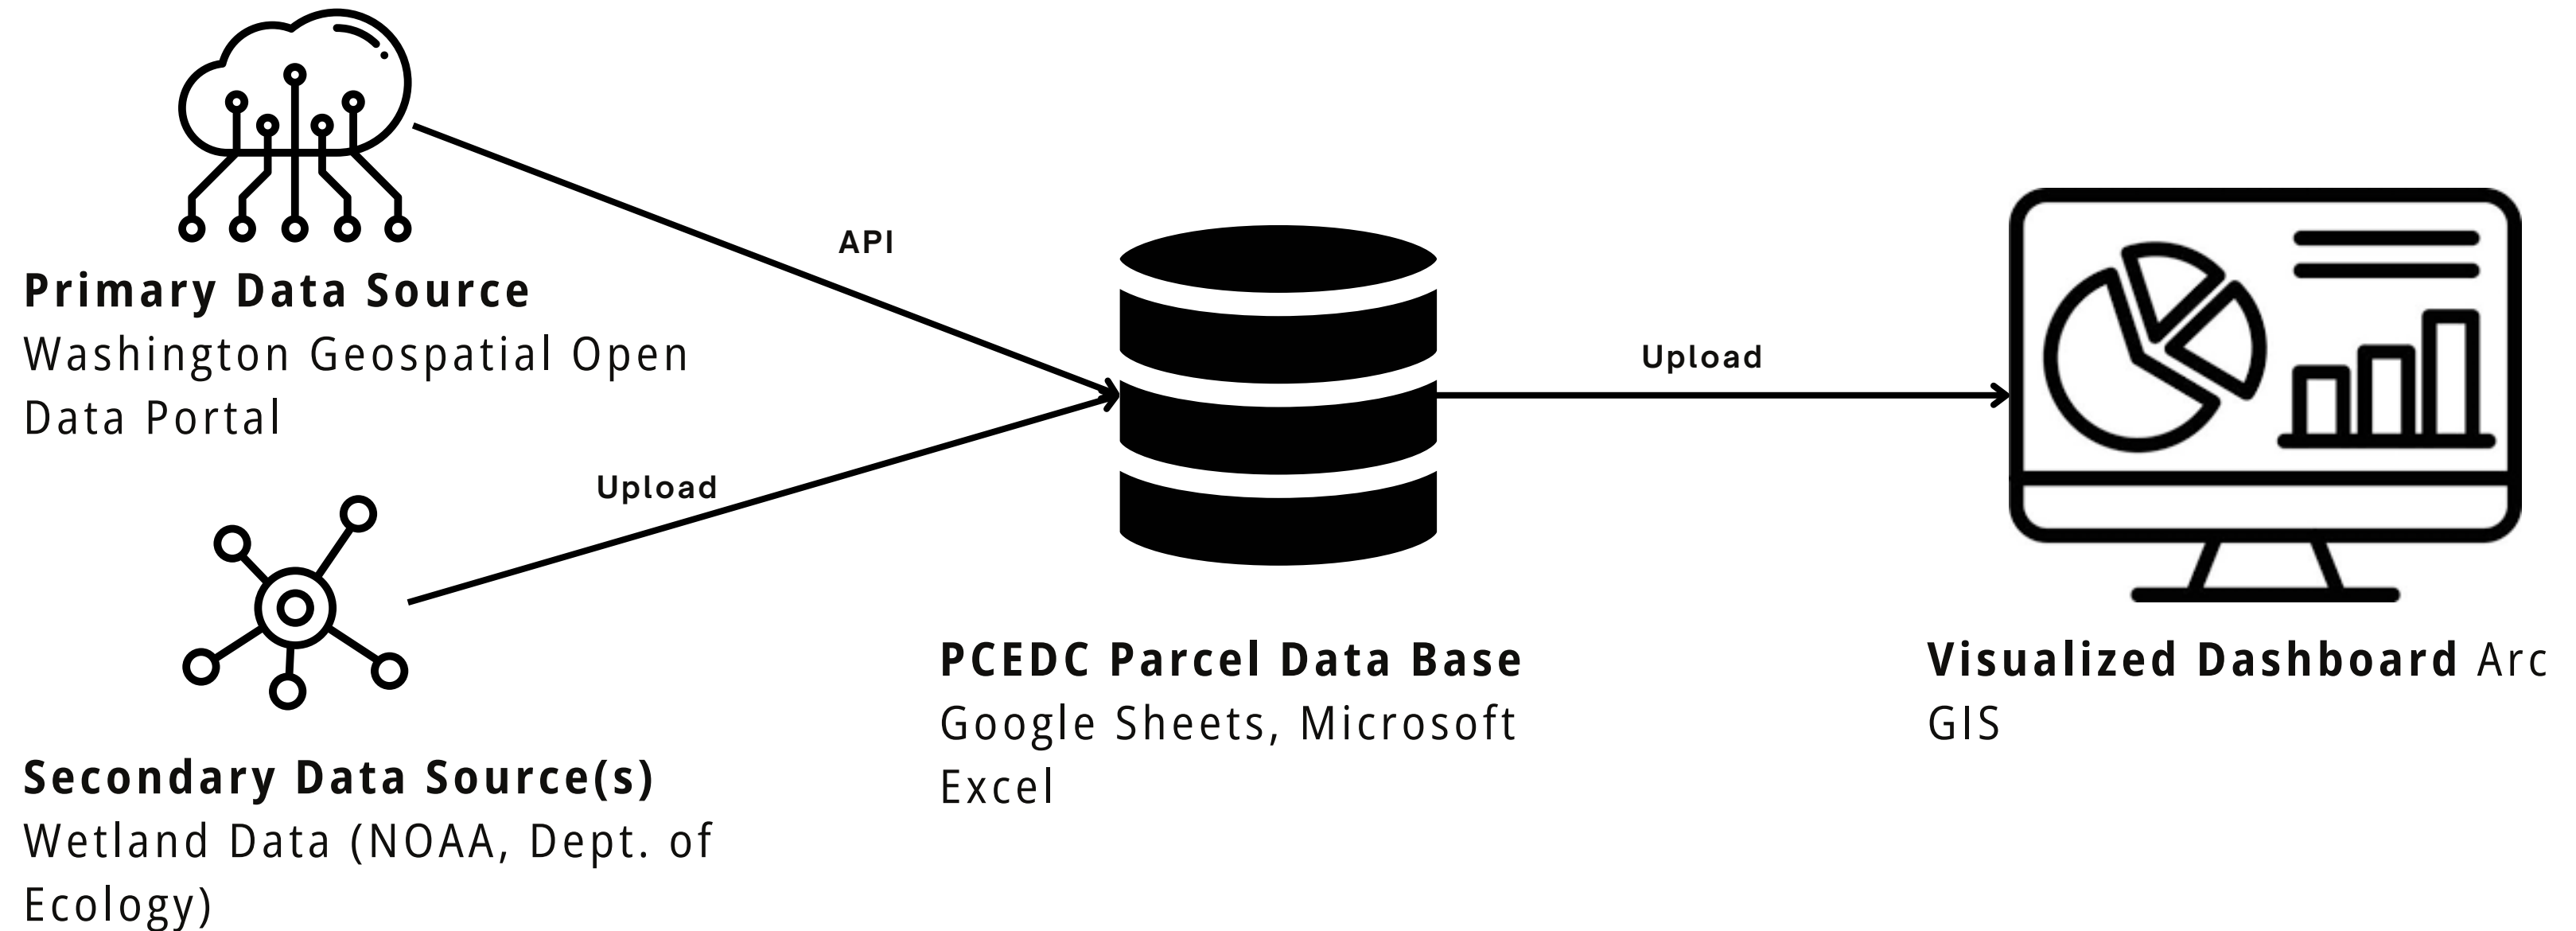 API
Primary Data Source
Washington Geospatial Open
Data Portal
Upload
Upload
Secondary Data Source(s)
Wetland Data (NOAA, Dept. of
Ecology)
PCEDC Parcel Data Base
Google Sheets, Microsoft
Excel
Visualized Dashboard Arc
GIS